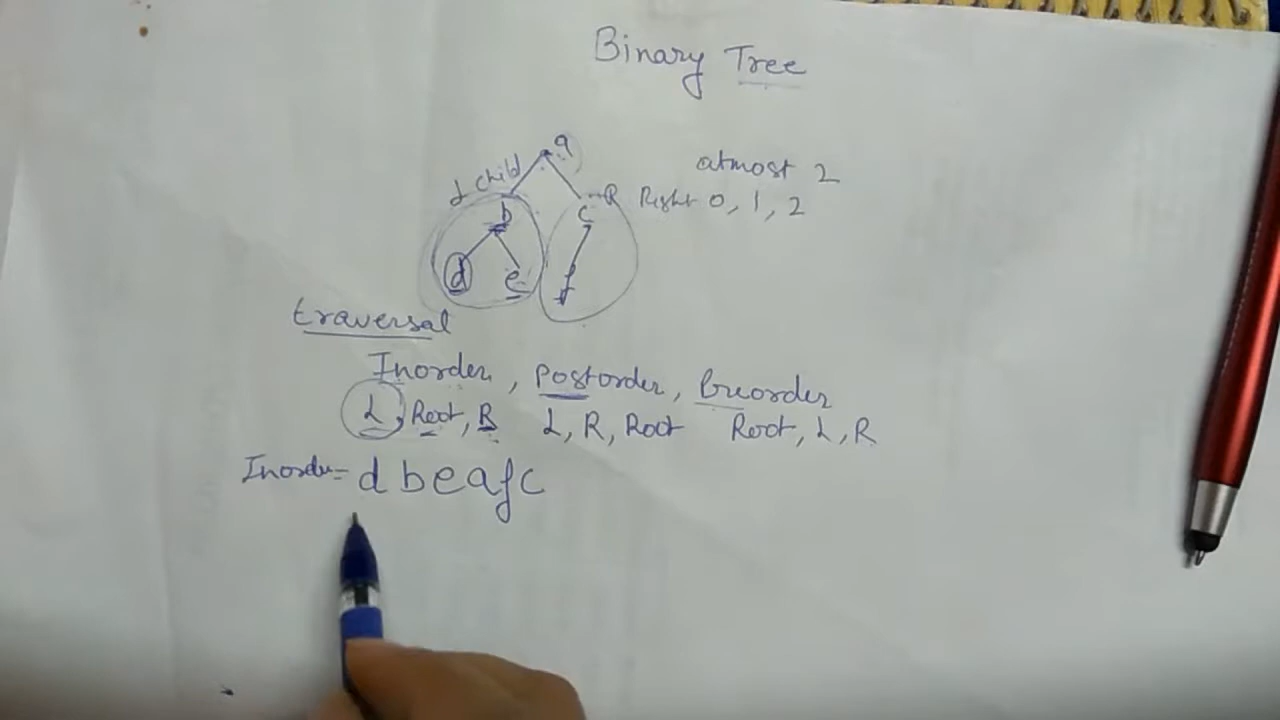 Binary Tree
a
atmost 2
L child
R Right 0, 1, 2
b c
d e f
traversal
Inorder, Postorder, Preorder
L, Root, R L, R, Root Root, L, R
Inorder= d b e a f c